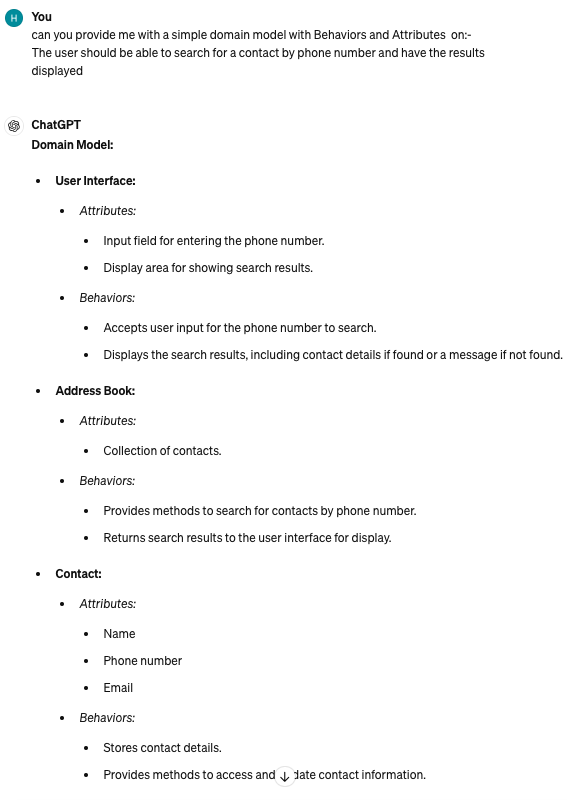 H You
can you provide me with a simple domain model with Behaviors and Attributes on:-
The user should be able to search for a contact by phone number and have the results
displayed
ChatGPT
Domain Model:
• User Interface:
• Attributes:
• Input field for entering the phone number.
• Display area for showing search results.
• Behaviors:
• Accepts user input for the phone number to search.
• Displays the search results, including contact details if found or a message if not found.
• Address Book:
• Attributes:
• Collection of contacts.
• Behaviors:
• Provides methods to search for contacts by phone number.
• Returns search results to the user interface for display.
• Contact:
• Attributes:
• Name
• Phone number
• Email
• Behaviors:
• Stores contact details.
• Provides methods to access and date contact information.